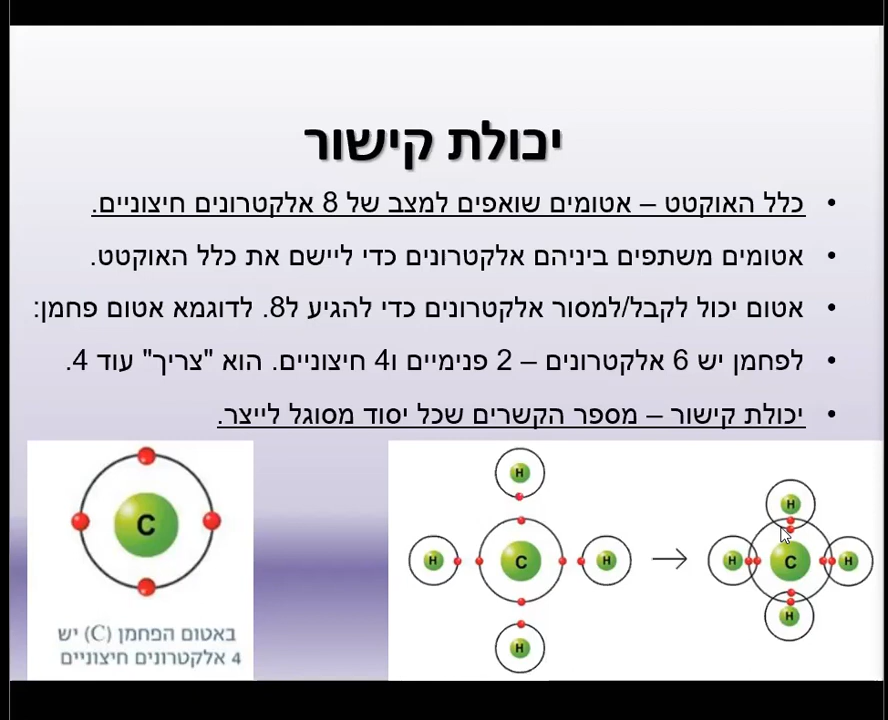 יכולת קישור
• כלל האוקטט – אטומים שואפים למצב של 8 אלקטרונים חיצוניים.
• אטומים משתפים ביניהם אלקטרונים כדי ליישם את כלל האוקטט.
• אטום יכול לקבל/למסור אלקטרונים כדי להגיע ל8. לדוגמא אטום פחמן:
• לפחמן יש 6 אלקטרונים – 2 פנימיים ו4 חיצוניים. הוא "צריך" עוד 4.
• יכולת קישור – מספר הקשרים שכל יסוד מסוגל לייצר.
C
באטום הפחמן (C) יש
4 אלקטרונים חיצוניים
H
H C H
H
H
H C H
H